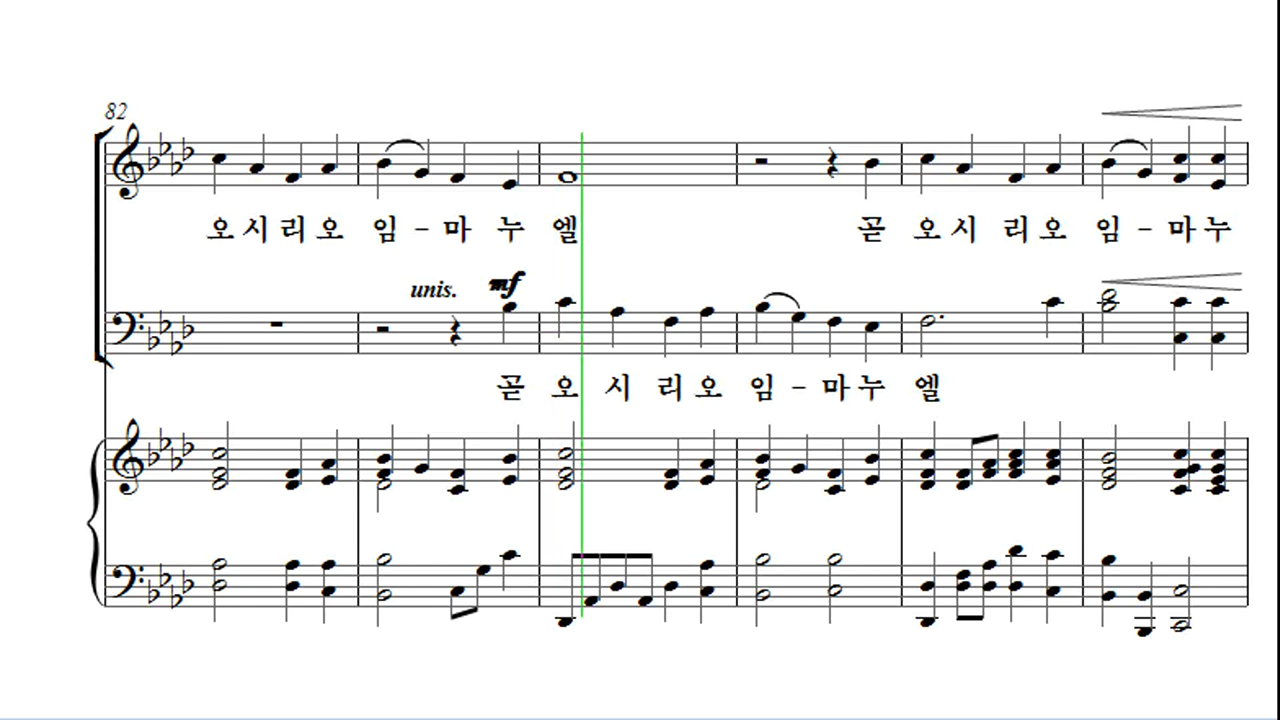 82
오 시 리 오 임 - 마 누 엘 곧 오 시 리 오 임 - 마 누
unis. mf
곧 오 시 리 오 임 - 마 누 엘